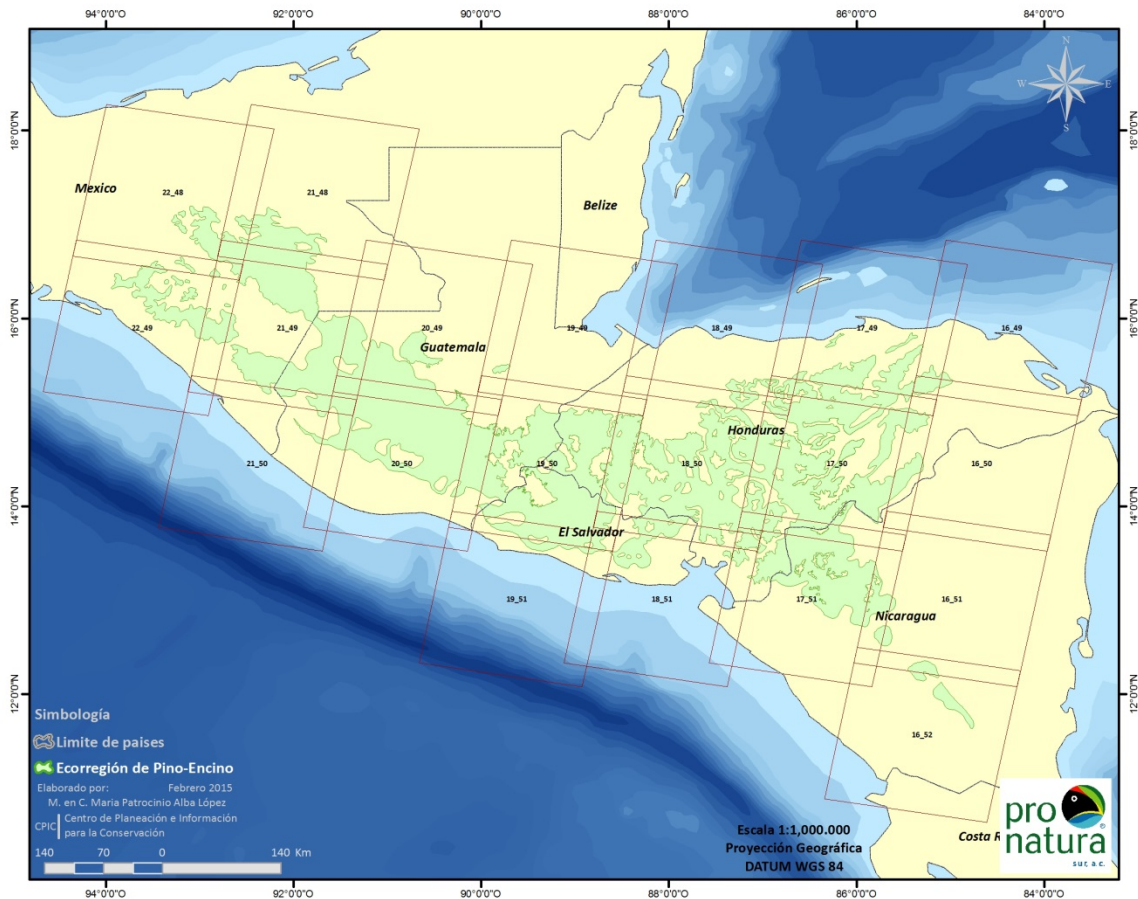 94°0'0"W 92°0'0"W 90°0'0"W 88°0'0"W 86°0'0"W 84°0'0"W
N
W E
S
18°0'0"N 18°0'0"N
Mexico
22_48 21_48
Belize
16°0'0"N 16°0'0"N
22_49 21_49 20_49 19_49 18_49 17_49 16_49
Guatemala
Honduras
21_50 20_50 19_50 18_50 17_50 16_50
14°0'0"N 14°0'0"N
El Salvador
19_51 18_51 17_51 16_51
Nicaragua
12°0'0"N 12°0'0"N
16_52
Simbología
Limite de paises
Ecorregión de Pino-Encino
Elaborado por: Febrero 2015
M. en C. Maria Patrocinio Alba López
CPIC Centro de Planeación e Información
para la Conservación
140 70 0 140 Km
Escala 1:1,000.000
Proyección Geográfica
DATUM WGS 84
Costa R
pro
natura
®
sur, a.c.
94°0'0"W 92°0'0"W 90°0'0"W 88°0'0"W 86°0'0"W 84°0'0"W